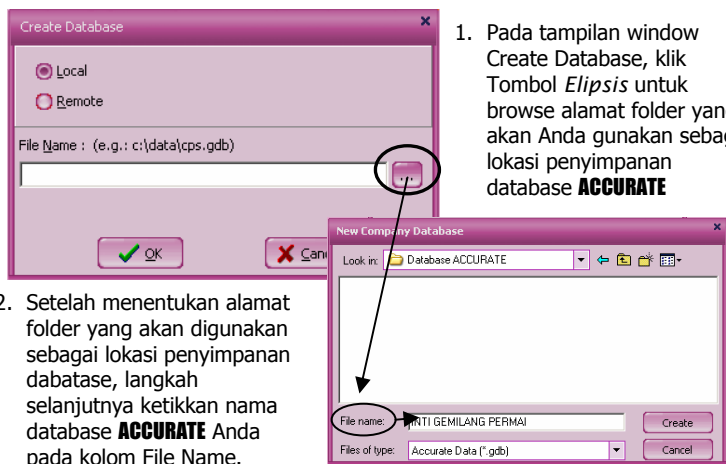 Create Database
Local
Remote
File Name : (e.g.: c:\data\cps.gdb)
...
OK
1. Pada tampilan window
Create Database, klik
Tombol Elipsis untuk
browse alamat folder yang
akan Anda gunakan
lokasi penyimpanan
database ACCURATE
New Company Database
Look in: Database ACCURATE
File name: INTI GEMILANG PERMAI
Create
Files of type: Accurate Data (*.gdb)
Cancel
2. Setelah menentukan alamat
folder yang akan digunakan
sebagai lokasi penyimpanan
dabatase, langkah
selanjutnya ketikkan nama
database ACCURATE Anda
pada kolom File Name.